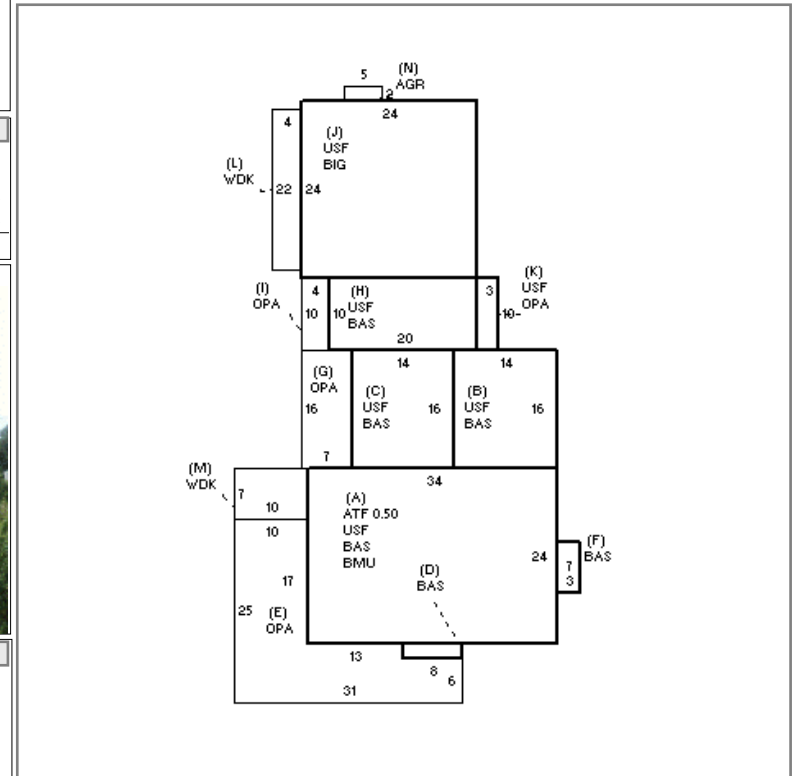 5
(N)
AGR
2
24
4
(J)
USF
BIG
(L)
WDK
22
24
(K)
USF
OPA
(I)
OPA
4
10
10
(H)
USF
BAS
3
10
20
14
14
(G)
OPA
16
(C)
USF
BAS
16
(B)
USF
BAS
16
7
(M)
WDK
7
10
34
(A)
ATF 0.50
USF
BAS
BMU
10
24
(F)
BAS
7
3
(D)
BAS
17
25
(E)
OPA
13
8
6
31